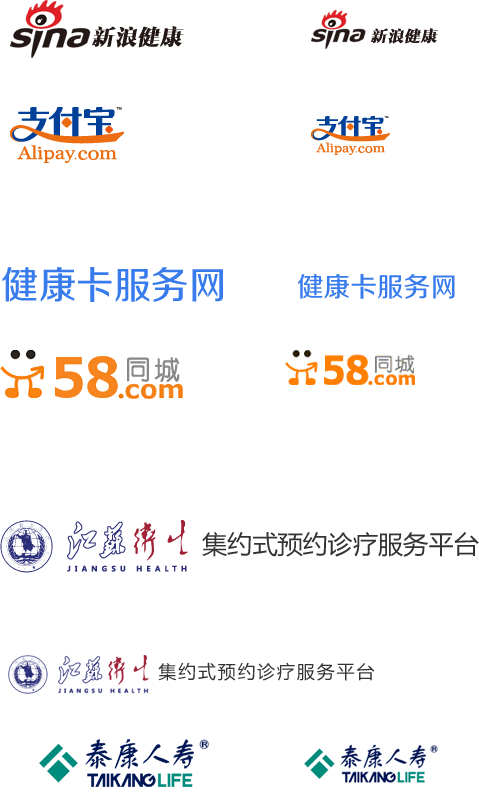 sina 新浪健康
sina 新浪健康
支付宝™
Alipay.com
支付宝™
Alipay.com
健康卡服务网
健康卡服务网
58同城
.com
58同城
.com
江苏卫生 集约式预约诊疗服务平台
JIANGSU HEALTH
江苏卫生 集约式预约诊疗服务平台
JIANGSU HEALTH
泰康人寿®
TAIKANG LIFE
泰康人寿®
TAIKANG LIFE